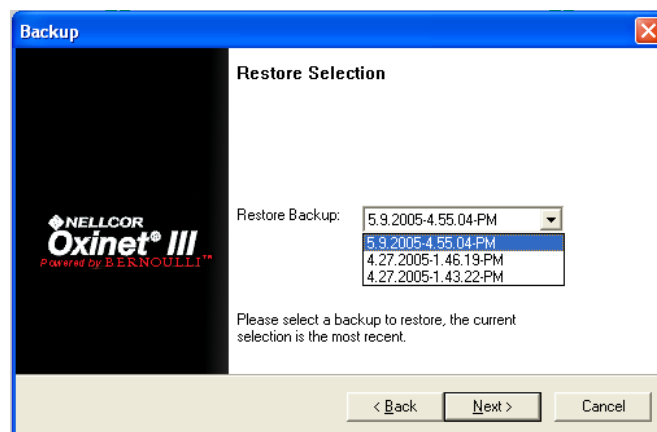 Backup
Restore Selection
NELLCOR
Oxinet® III
Powered by BERNOULLI™
Restore Backup:
5.9.2005-4.55.04-PM
5.9.2005-4.55.04-PM
4.27.2005-1.46.19-PM
4.27.2005-1.43.22-PM
Please select a backup to restore, the current
selection is the most recent.
< Back
Next >
Cancel